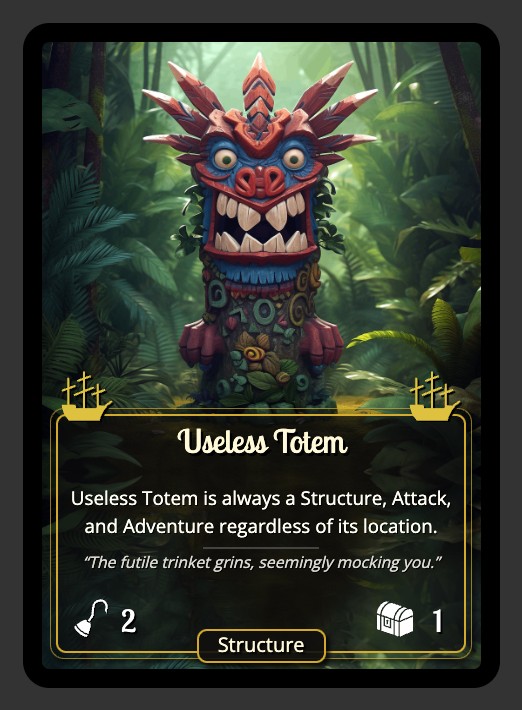 Useless Totem
Useless Totem is always a Structure, Attack,
and Adventure regardless of its location.
“The futile trinket grins, seemingly mocking you.”
2 1
Structure